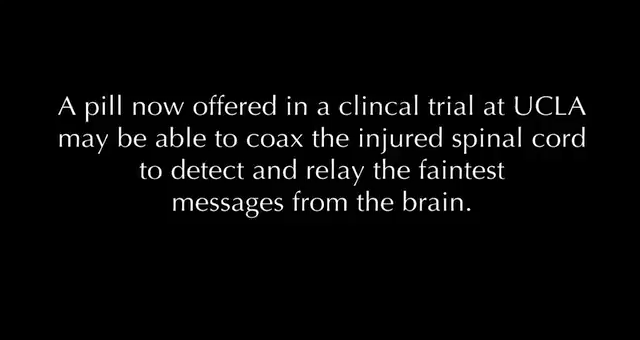 A pill now offered in a clincal trial at UCLA
may be able to coax the injured spinal cord
to detect and relay the faintest
messages from the brain.